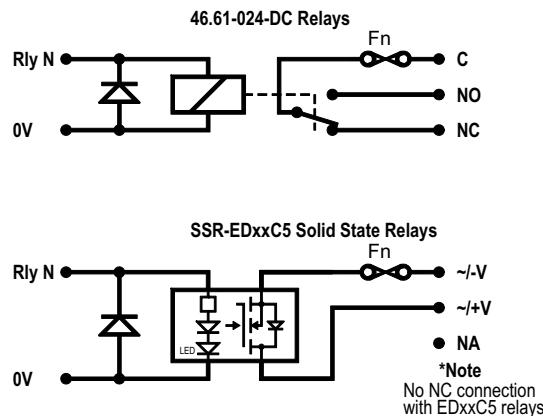 46.61-024-DC Relays
Fn
Rly N
C
NO
0V
NC
SSR-EDxxC5 Solid State Relays
Fn
Rly N
~/-V
~/+V
LED
NA
0V
*Note
No NC connection
with EDxxC5 relays